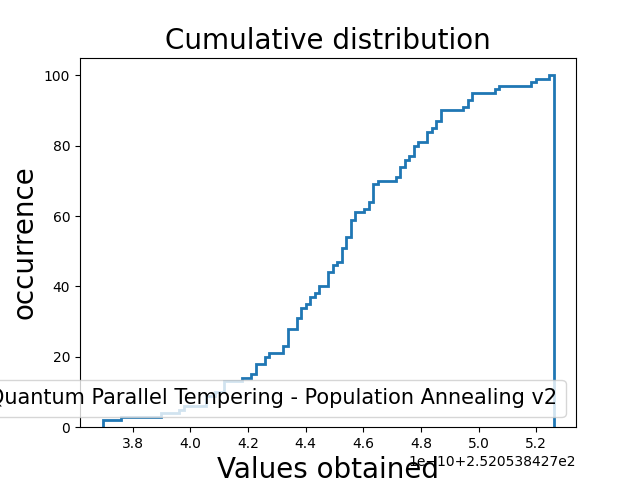 Cumulative distribution
occurrence
100
80
60
40
20
0
Quantum Parallel Tempering - Population Annealing v2
3.8 4.0 4.2 4.4 4.6 4.8 5.0 5.2
1e-10+2.520538427e2
Values obtained